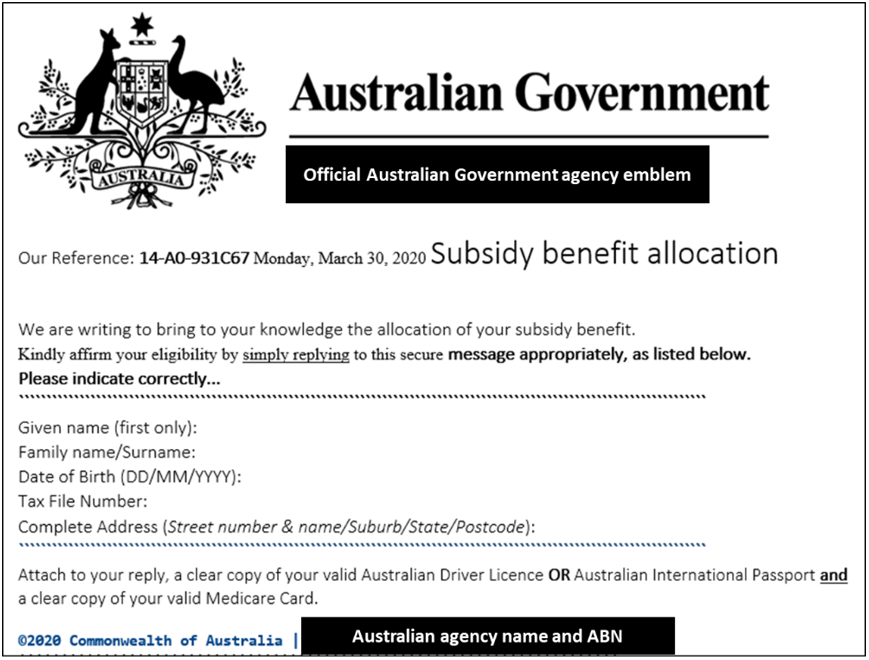 AUSTRALIA
Australian Government
Official Australian Government agency emblem
Our Reference: 14-A0-931C67 Monday, March 30, 2020 Subsidy benefit allocation
We are writing to bring to your knowledge the allocation of your subsidy benefit.
Kindly affirm your eligibility by simply replying to this secure message appropriately, as listed below.
Please indicate correctly...
Given name (first only):
Family name/Surname:
Date of Birth (DD/MM/YYYY):
Tax File Number:
Complete Address (Street number & name/Suburb/State/Postcode):
Attach to your reply, a clear copy of your valid Australian Driver Licence OR Australian International Passport and
a clear copy of your valid Medicare Card.
©2020 Commonwealth of Australia | Australian agency name and ABN